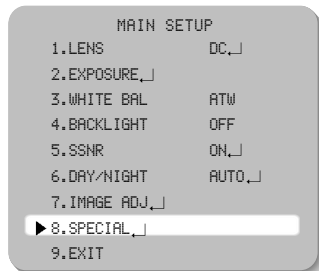 MAIN SETUP
1.LENS DC↵
2.EXPOSURE↵
3.WHITE BAL ATW
4.BACKLIGHT OFF
5.SSNR ON↵
6.DAY/NIGHT AUTO↵
7.IMAGE ADJ↵
▶8.SPECIAL↵
9.EXIT